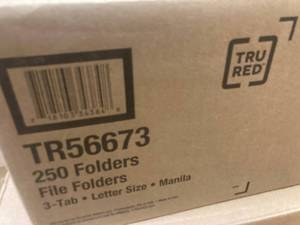 TRU
RED
TR56673
250 Folders
File Folders
3-Tab • Letter Size • Manila